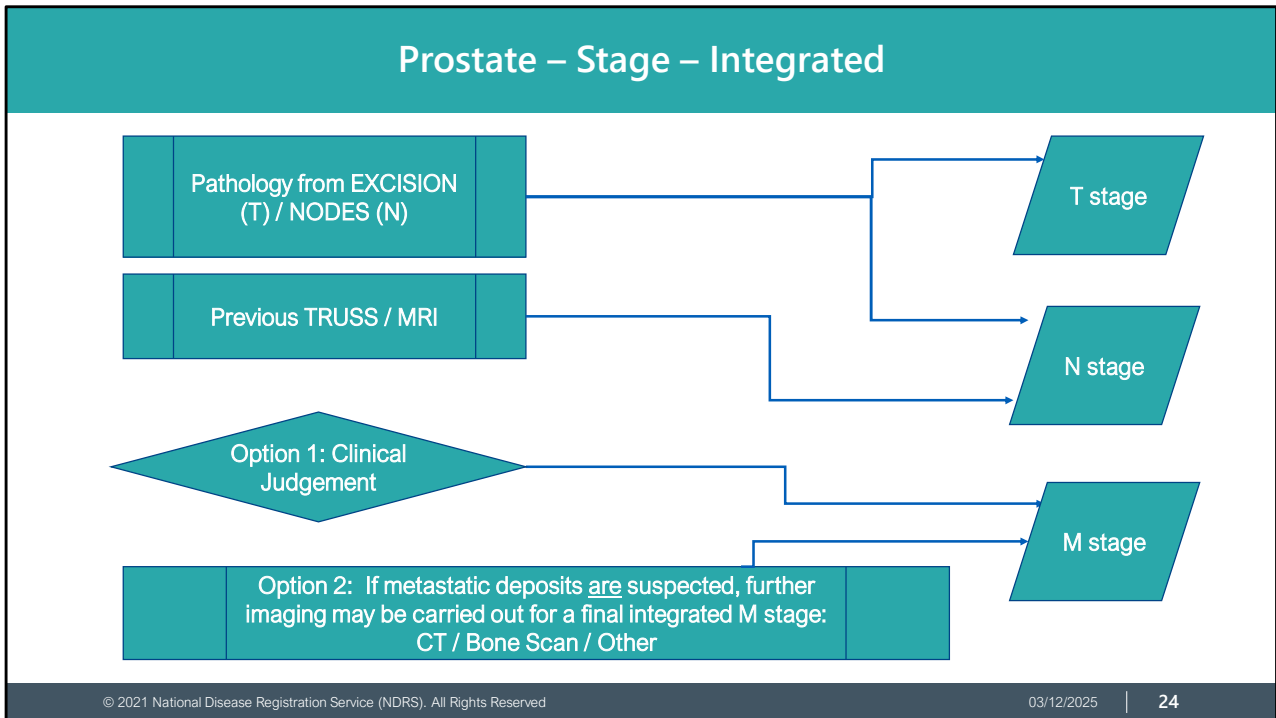 Prostate – Stage – Integrated
Pathology from EXCISION
(T) / NODES (N)
T stage
Previous TRUSS / MRI
N stage
Option 1: Clinical
Judgement
M stage
Option 2:  If metastatic deposits are suspected, further
imaging may be carried out for a final integrated M stage:
CT / Bone Scan / Other
© 2021 National Disease Registration Service (NDRS). All Rights Reserved
03/12/2025
24